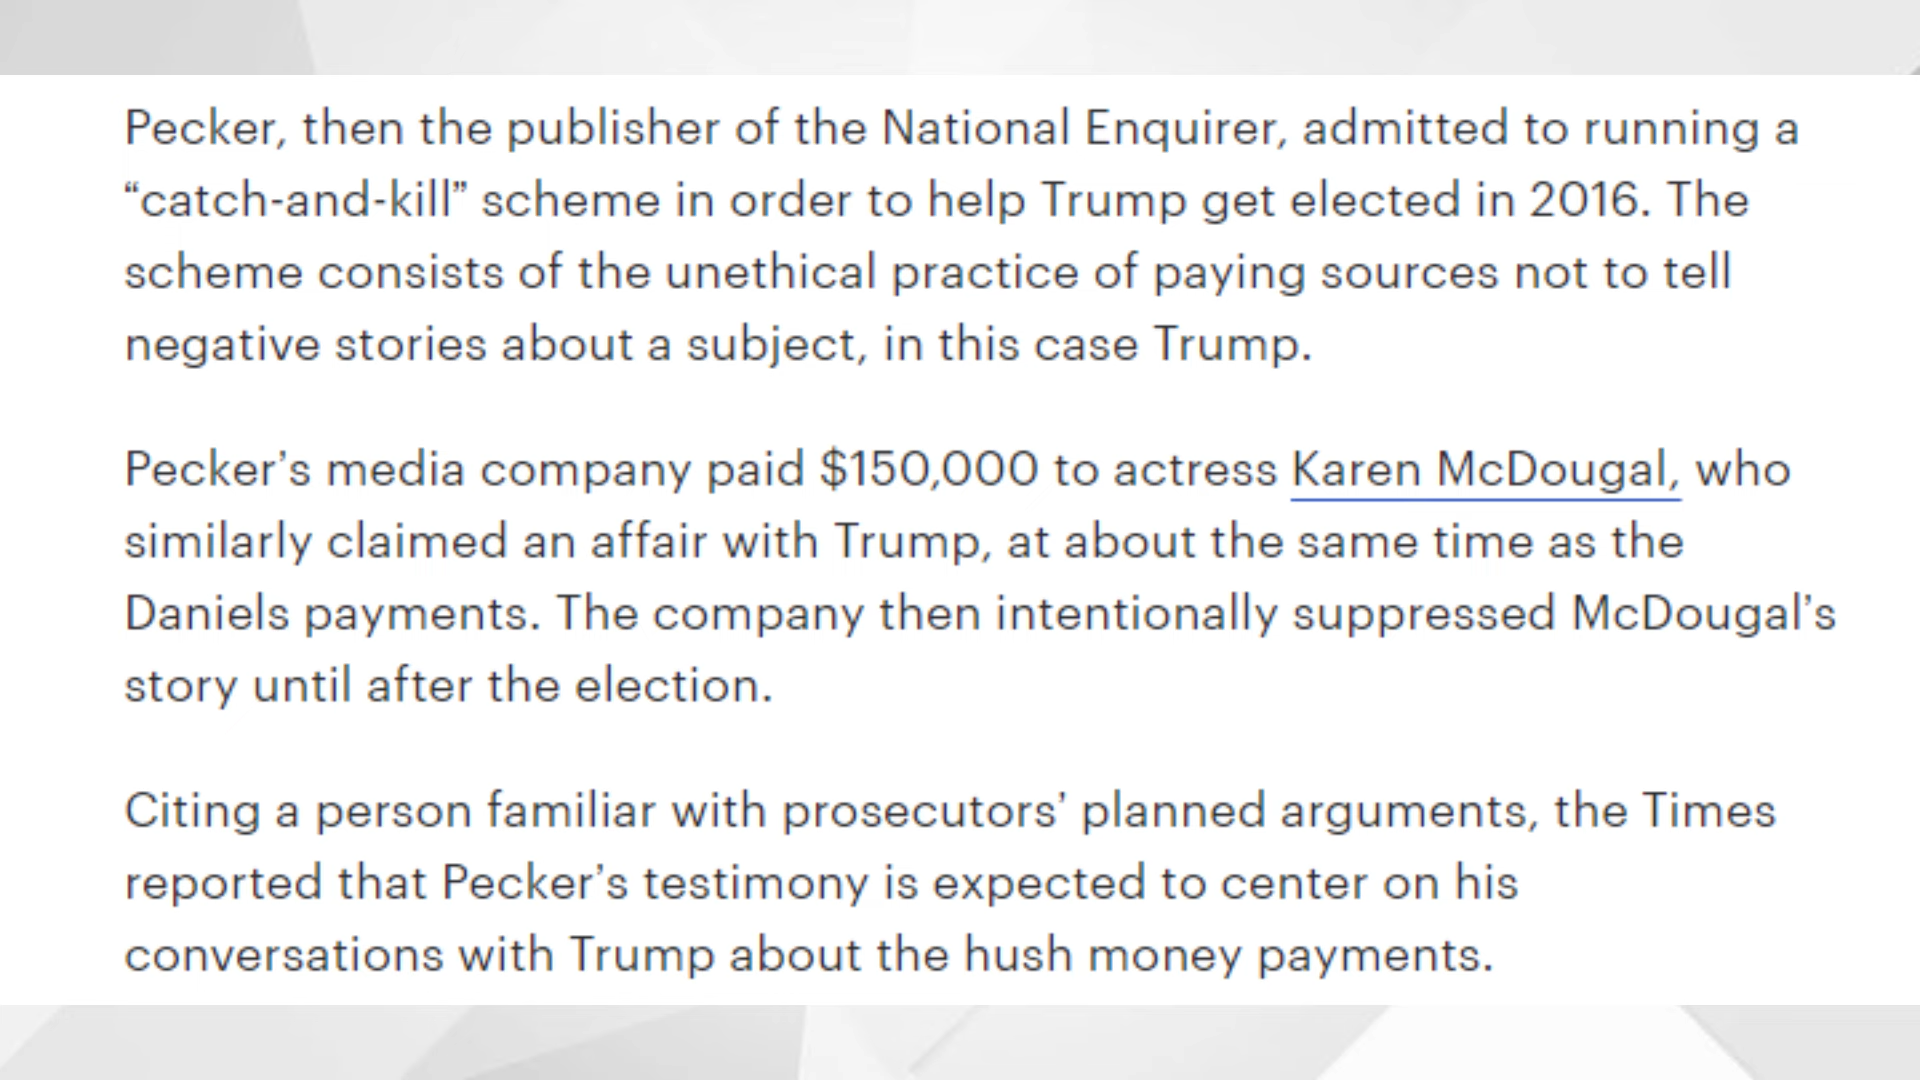 Pecker, then the publisher of the National Enquirer, admitted to running a
“catch-and-kill” scheme in order to help Trump get elected in 2016. The
scheme consists of the unethical practice of paying sources not to tell
negative stories about a subject, in this case Trump.
Pecker’s media company paid $150,000 to actress Karen McDougal, who
similarly claimed an affair with Trump, at about the same time as the
Daniels payments. The company then intentionally suppressed McDougal’s
story until after the election.
Citing a person familiar with prosecutors’ planned arguments, the Times
reported that Pecker’s testimony is expected to center on his
conversations with Trump about the hush money payments.